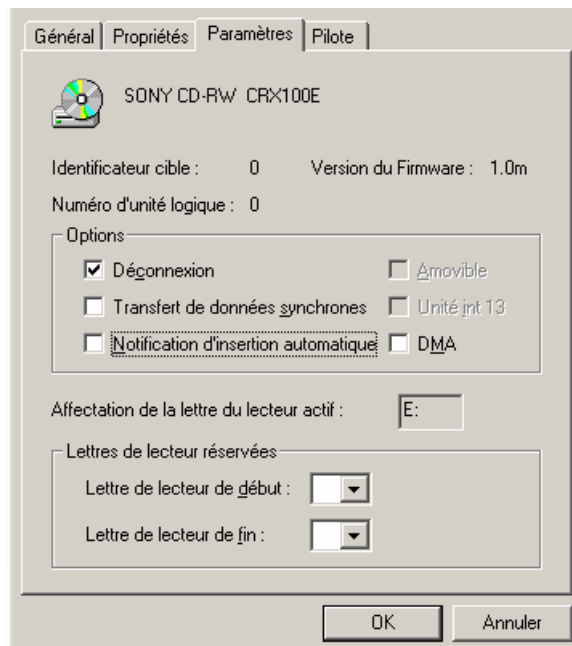 Général Propriétés Paramètres Pilote
SONY CD-RW CRX100E
Identificateur cible : 0 Version du Firmware : 1.0m
Numéro d'unité logique : 0
Options
Déconnexion Amovible
Transfert de données synchrones Unité int 13
Notification d'insertion automatique DMA
Affectation de la lettre du lecteur actif : E:
Lettres de lecteur réservées
Lettre de lecteur de début :
Lettre de lecteur de fin :
OK Annuler